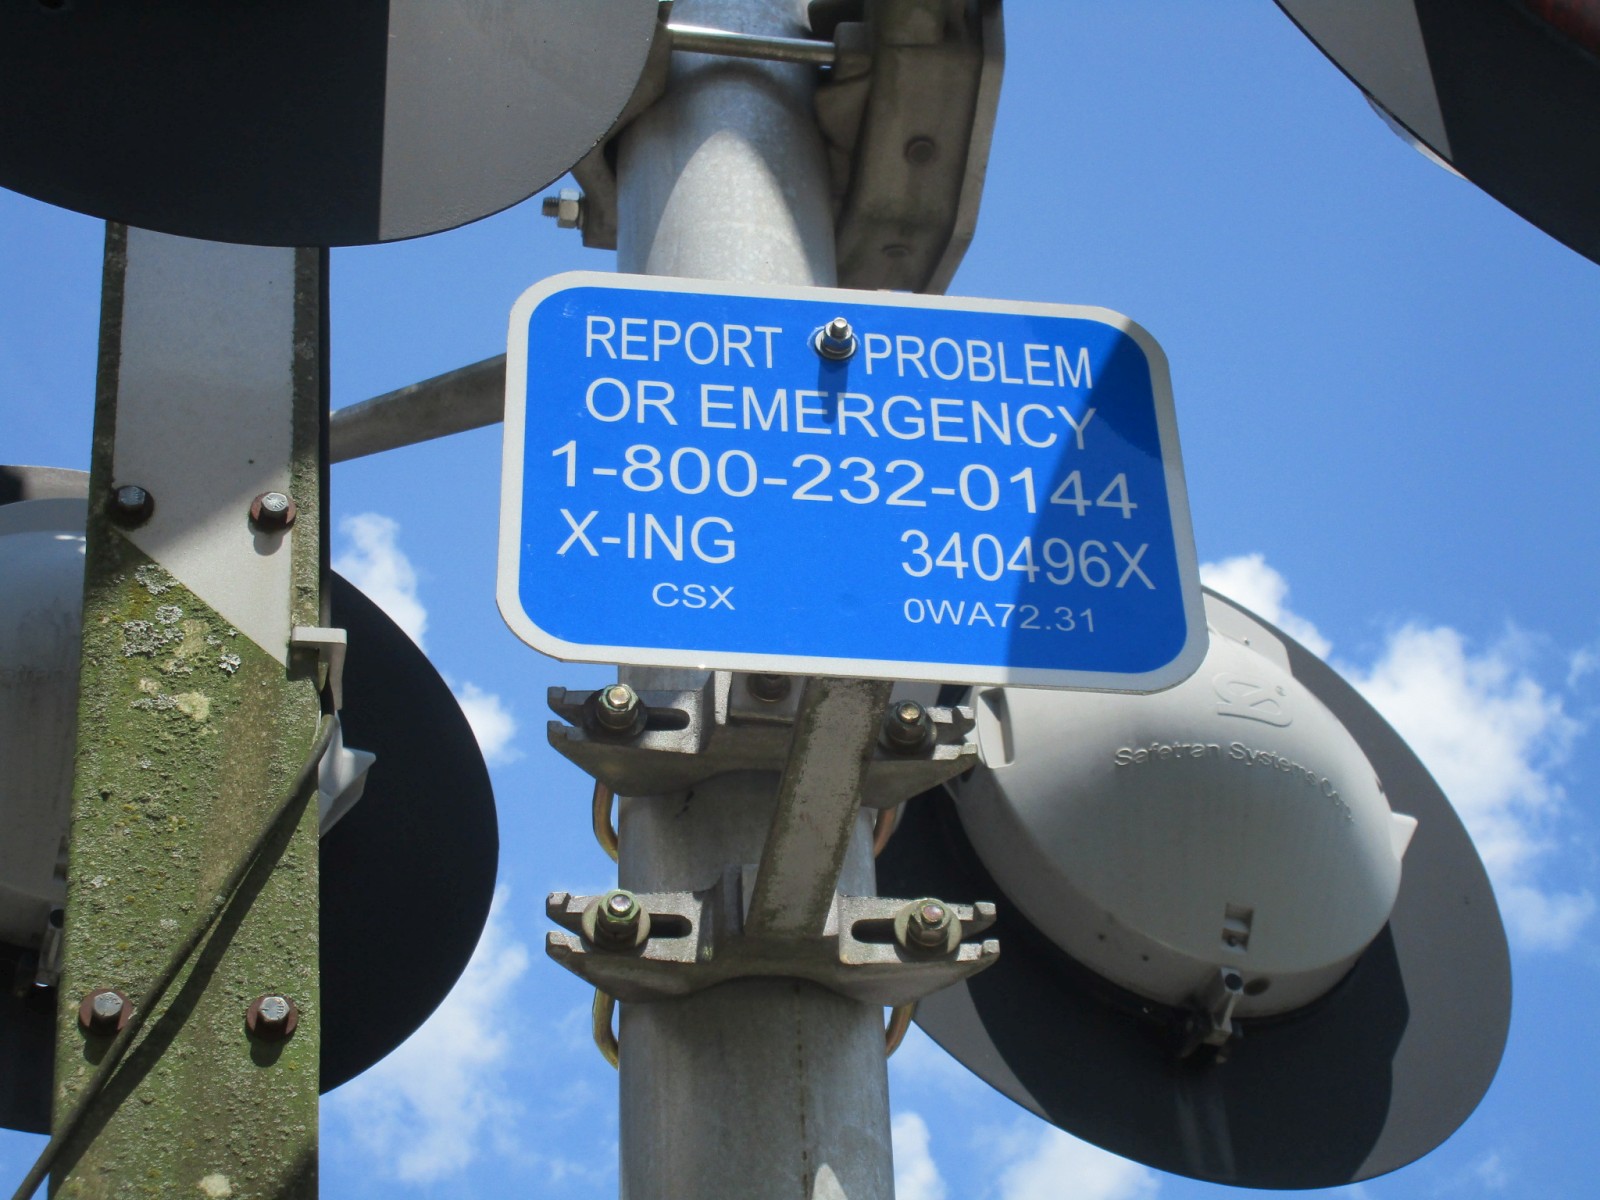 REPORT PROBLEM
OR EMERGENCY
1-800-232-0144
X-ING 340496X
CSX 0WA72.31
Safetran Systems Corp.